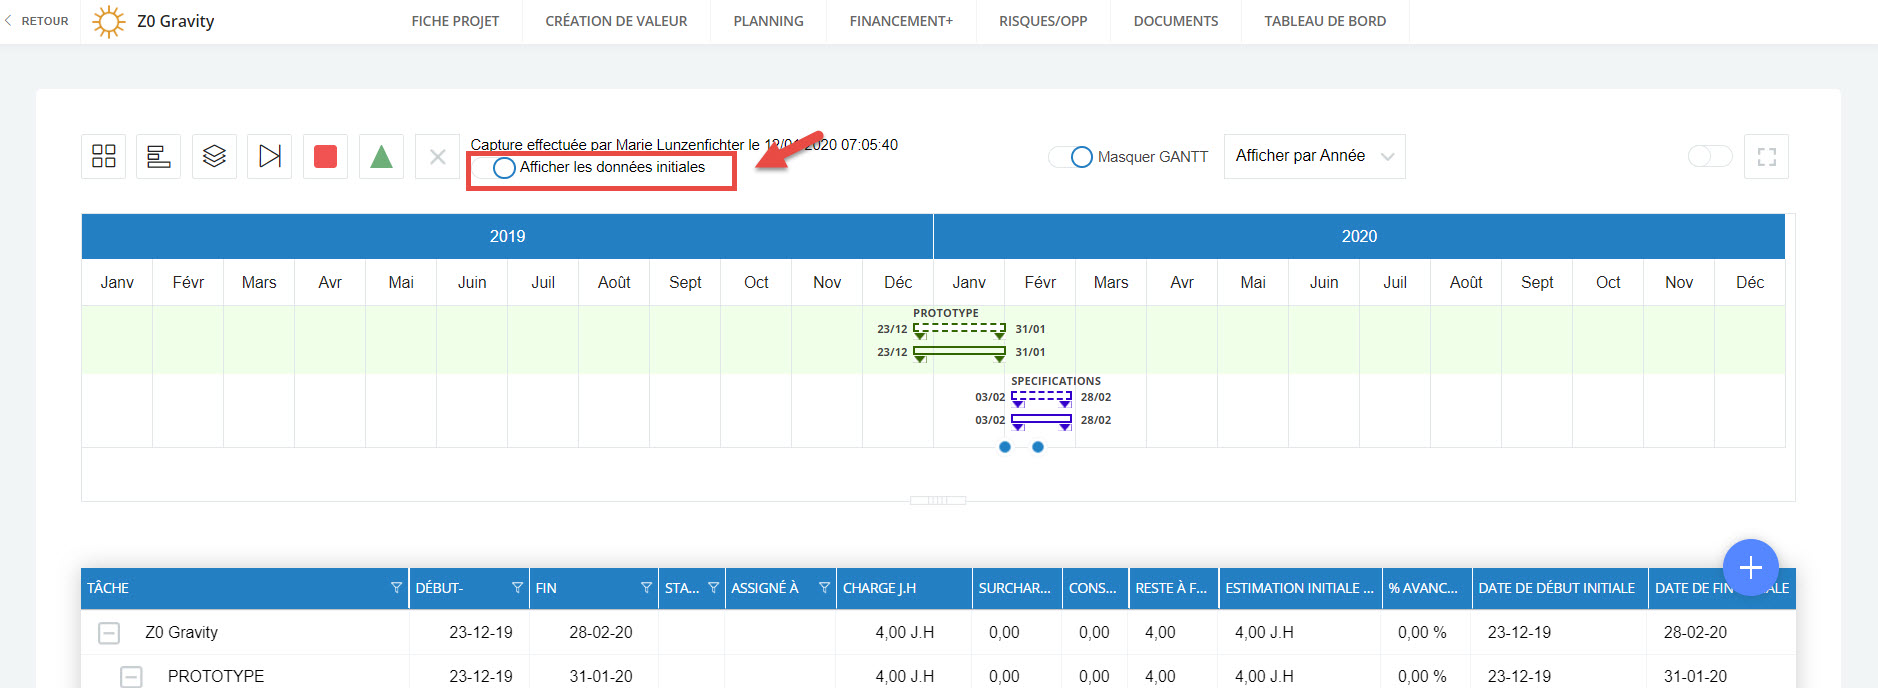 RETOUR
Z0 Gravity
FICHE PROJET
CRÉATION DE VALEUR
PLANNING
FINANCEMENT+
RISQUES/OPP
DOCUMENTS
TABLEAU DE BORD
Capture effectuée par Marie Lunzenfichter le 2020 07:05:40
Afficher les données initiales
Masquer GANTT
Afficher par Année
2019 2020
Janv Févr Mars Avr Mai Juin Juil Août Sept Oct Nov Déc Janv Févr Mars Avr Mai Juin Juil Août Sept Oct Nov Déc
PROTOTYPE
23/12 31/01
23/12 31/01
SPECIFICATIONS
03/02 28/02
03/02 28/02
TÂCHE DÉBUT- FIN STA... ASSIGNÉ À CHARGE J.H SURCHAR... CONS... RESTE À F... ESTIMATION INITIALE ... % AVANC... DATE DE DÉBUT INITIALE DATE DE
Z0 Gravity 23-12-19 28-02-20 4,00 J.H 0,00 0,00 4,00 4,00 J.H 0,00 % 23-12-19 28-02-20
PROTOTYPE 23-12-19 31-01-20 4,00 J.H 0,00 0,00 4,00 4,00 J.H 0,00 % 23-12-19 31-01-20